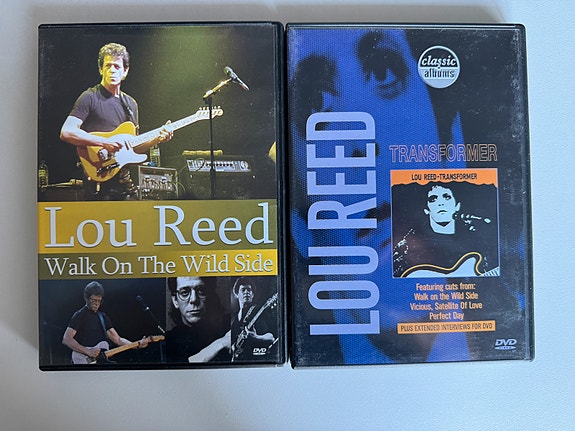 Lou Reed
Walk On The Wild Side
DVD
classic
albums
LOU REED
TRANSFORMER
LOU REED-TRANSFORMER
Featuring cuts from:
Walk on the Wild Side
Vicious, Satellite Of Love
Perfect Day
PLUS EXTENDED INTERVIEWS FOR DVD
DVD